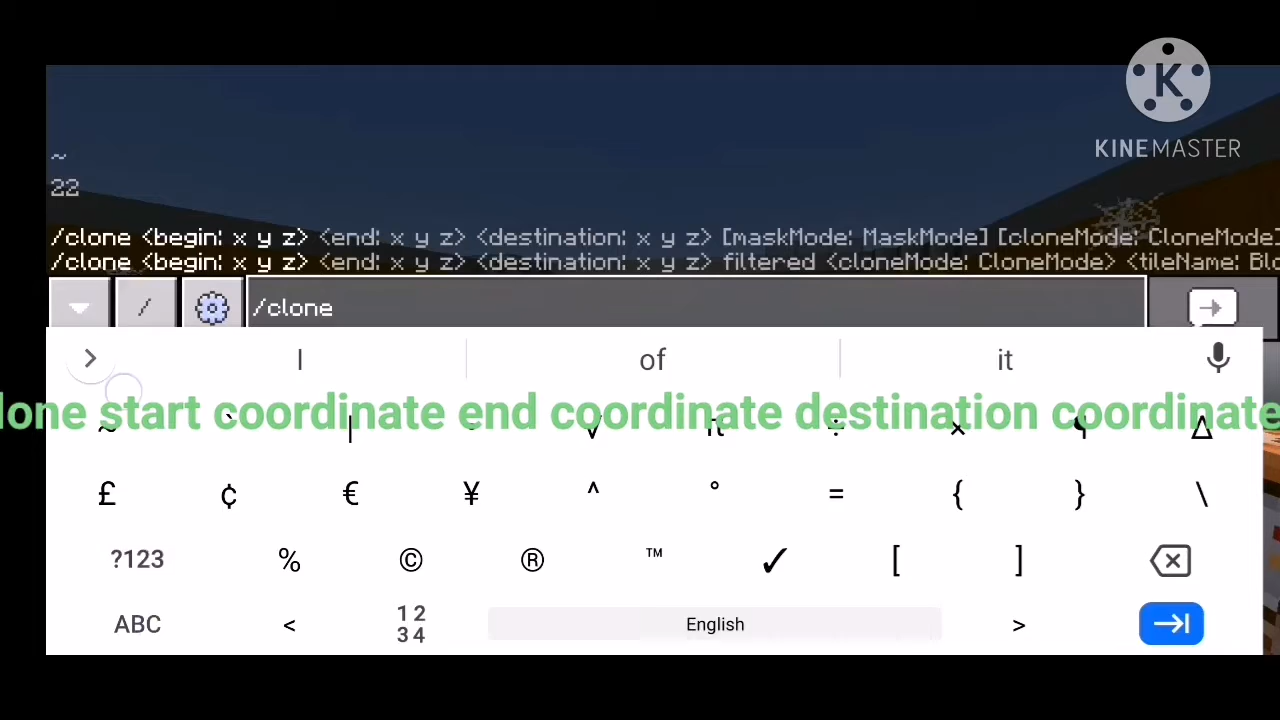 KINEMASTER
~
22
/clone <begin: x y z> <end: x y z> <destination: x y z> [maskMode: MaskMode] [cloneMode: CloneMode
/clone <begin: x y z> <end: x y z> <destination: x y z> filtered <cloneMode: CloneMode> <tileName: Blo
/ /clone
I of it
lone start coordinate end coordinate destination coordinate
~ ` | √ π ÷ × ¶ ∆
£ ¢ € ¥ ^ ° = { } \
?123 % © ® ™ ✓ [ ]
ABC < 1 2 3 4 English >